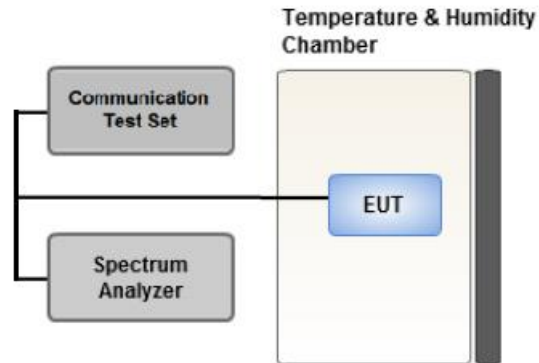 Temperature & Humidity
Chamber
Communication
Test Set
EUT
Spectrum
Analyzer